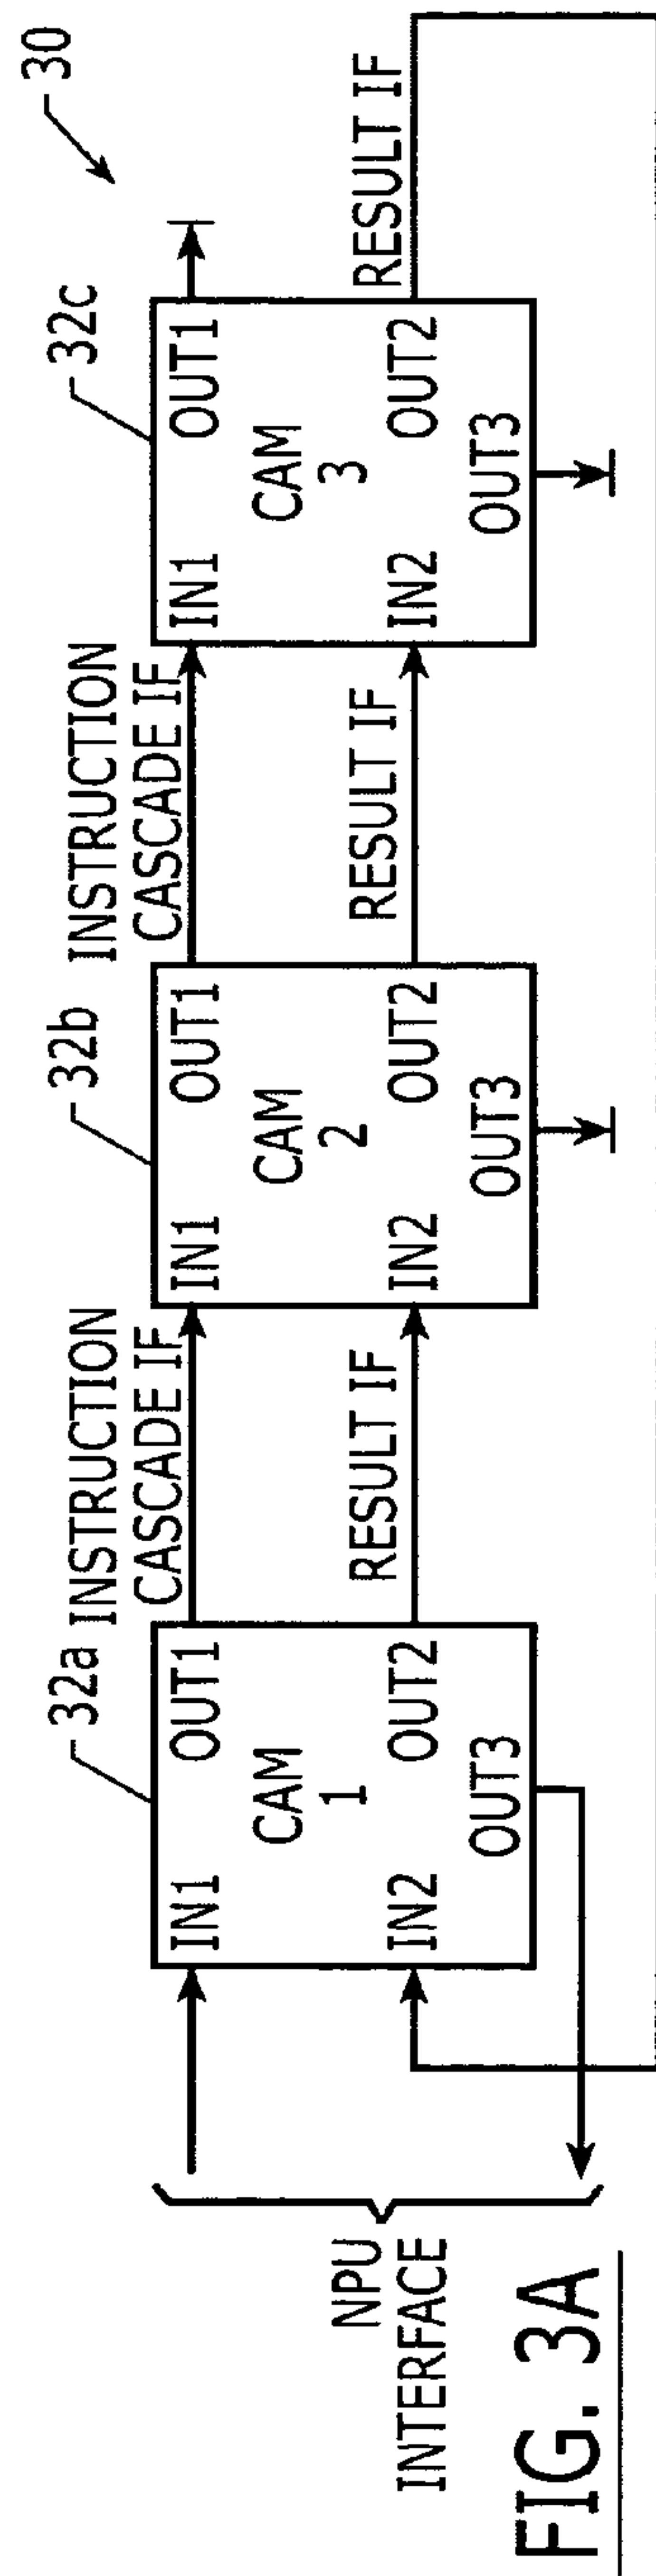 30
32a
INSTRUCTION
CASCADE IF
32b
INSTRUCTION
CASCADE IF
32c
IN1
OUT1
CAM
1
IN2
OUT2
OUT3
RESULT IF
IN1
OUT1
CAM
2
IN2
OUT2
OUT3
RESULT IF
IN1
OUT1
CAM
3
IN2
OUT2
OUT3
RESULT IF
NPU
INTERFACE
FIG. 3A